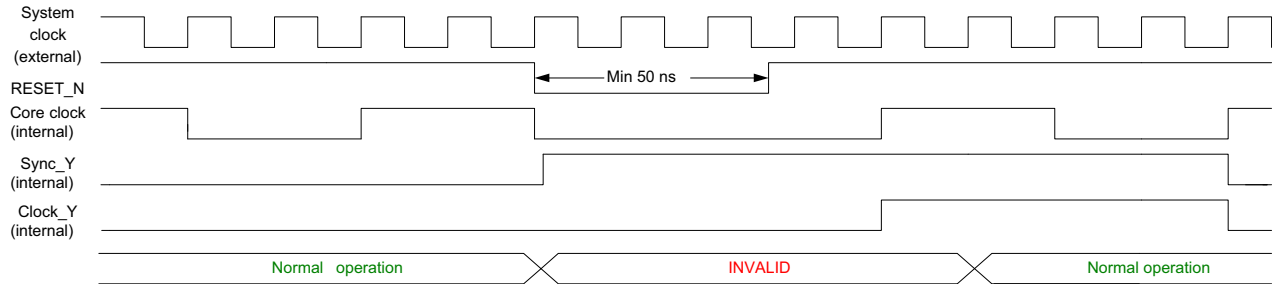 System
clock
(external)
RESET_N
Min 50 ns
Core clock
(internal)
Sync_Y
(internal)
Clock_Y
(internal)
Normal operation
INVALID
Normal operation